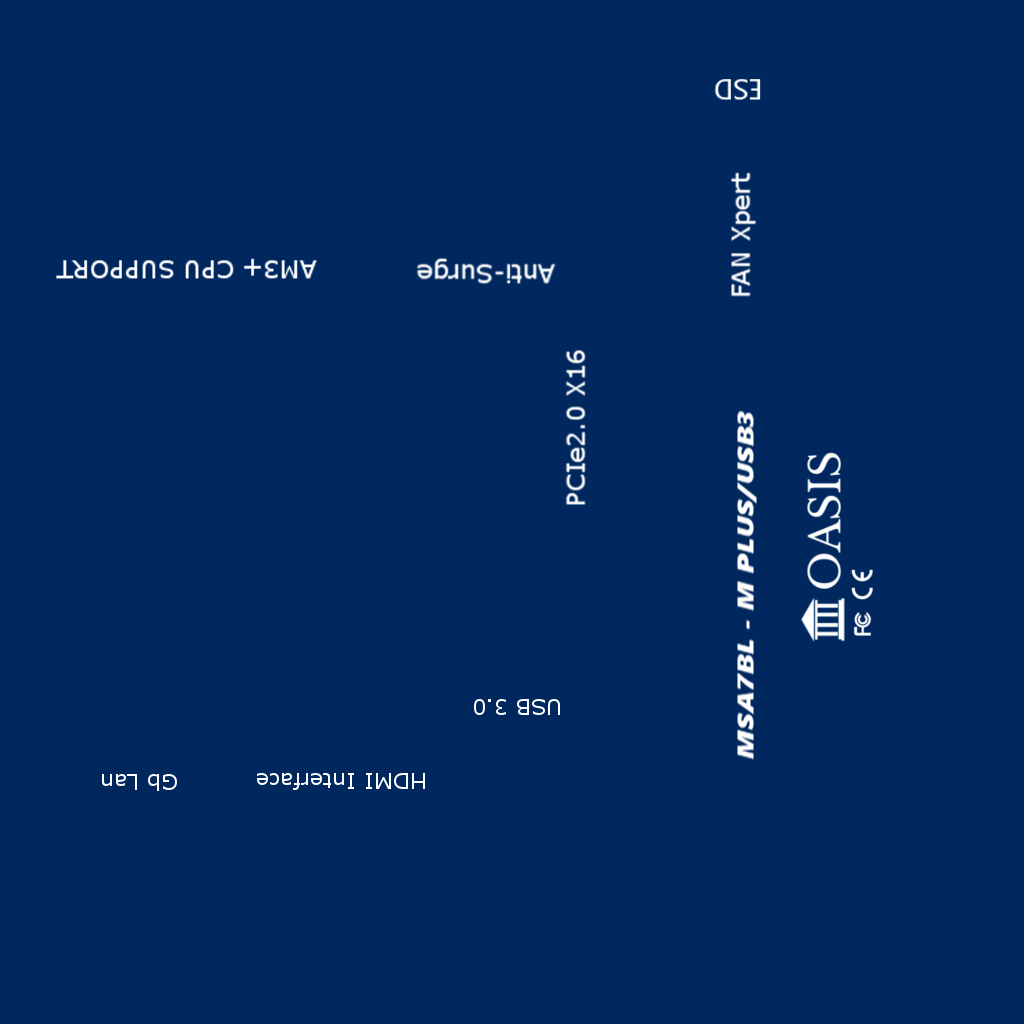 ESD
FAN Xpert
AM3+ CPU SUPPORT
Anti-Surge
PCIe2.0 X16
MSA7BL - M PLUS/USB3
OASIS
FC CE
USB 3.0
Gb Lan
HDMI Interface